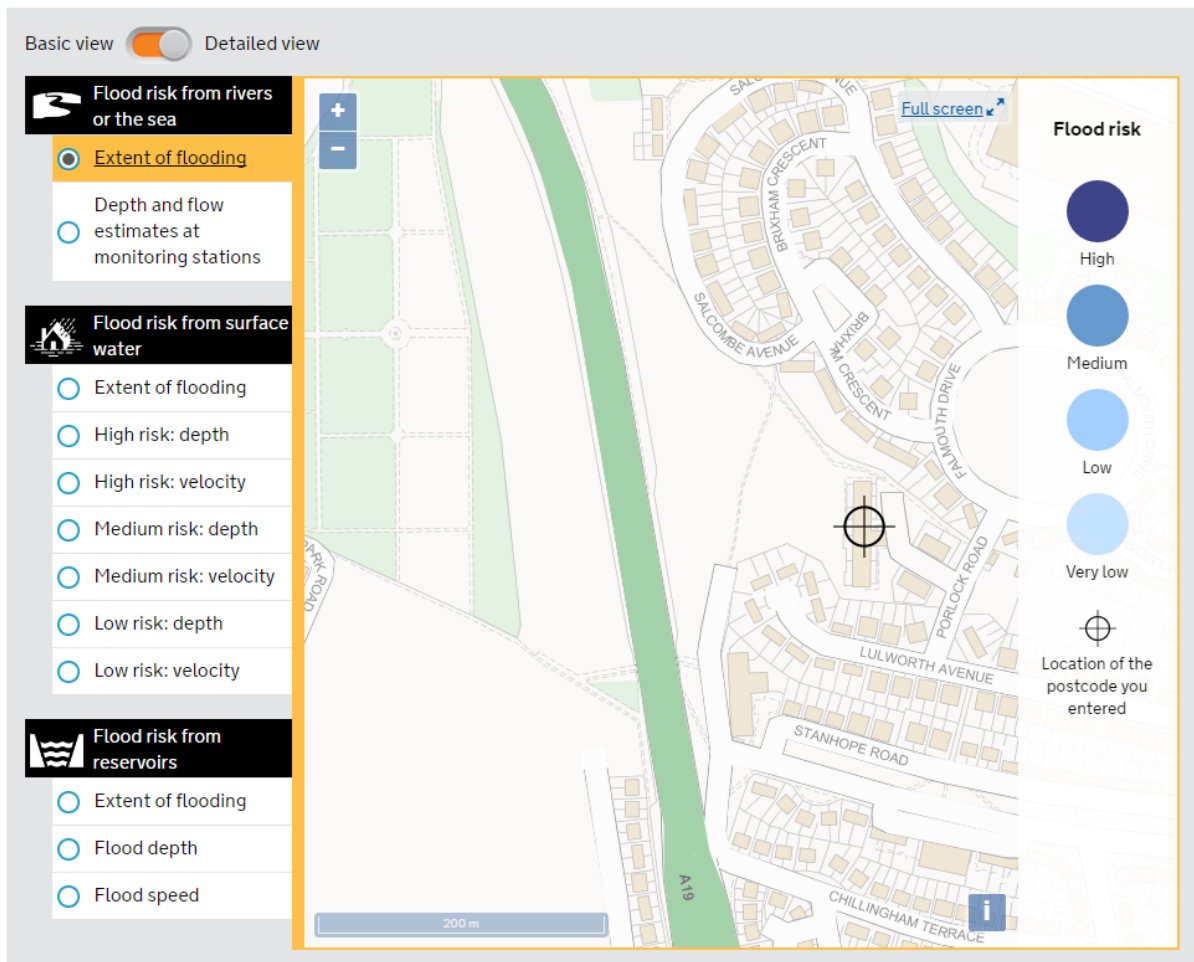 Basic view
Detailed view
Flood risk from rivers
or the sea
Extent of flooding
Depth and flow
estimates at
monitoring stations
Flood risk from surface
water
Extent of flooding
High risk: depth
High risk: velocity
Medium risk: depth
Medium risk: velocity
Low risk: depth
Low risk: velocity
Flood risk from
reservoirs
Extent of flooding
Flood depth
Flood speed
+
−
Full screen
BRIXHAM CRESCENT
SALCOMBE AVENUE
BRIXH
M CRESCENT
FALMOUTH DRIVE
PARK ROAD
PORLOCK ROAD
LULWORTH AVENUE
STANHOPE ROAD
A19
CHILLINGHAM TERRACE
200 m
i
Flood risk
High
Medium
Low
Very low
Location of the
postcode you
entered